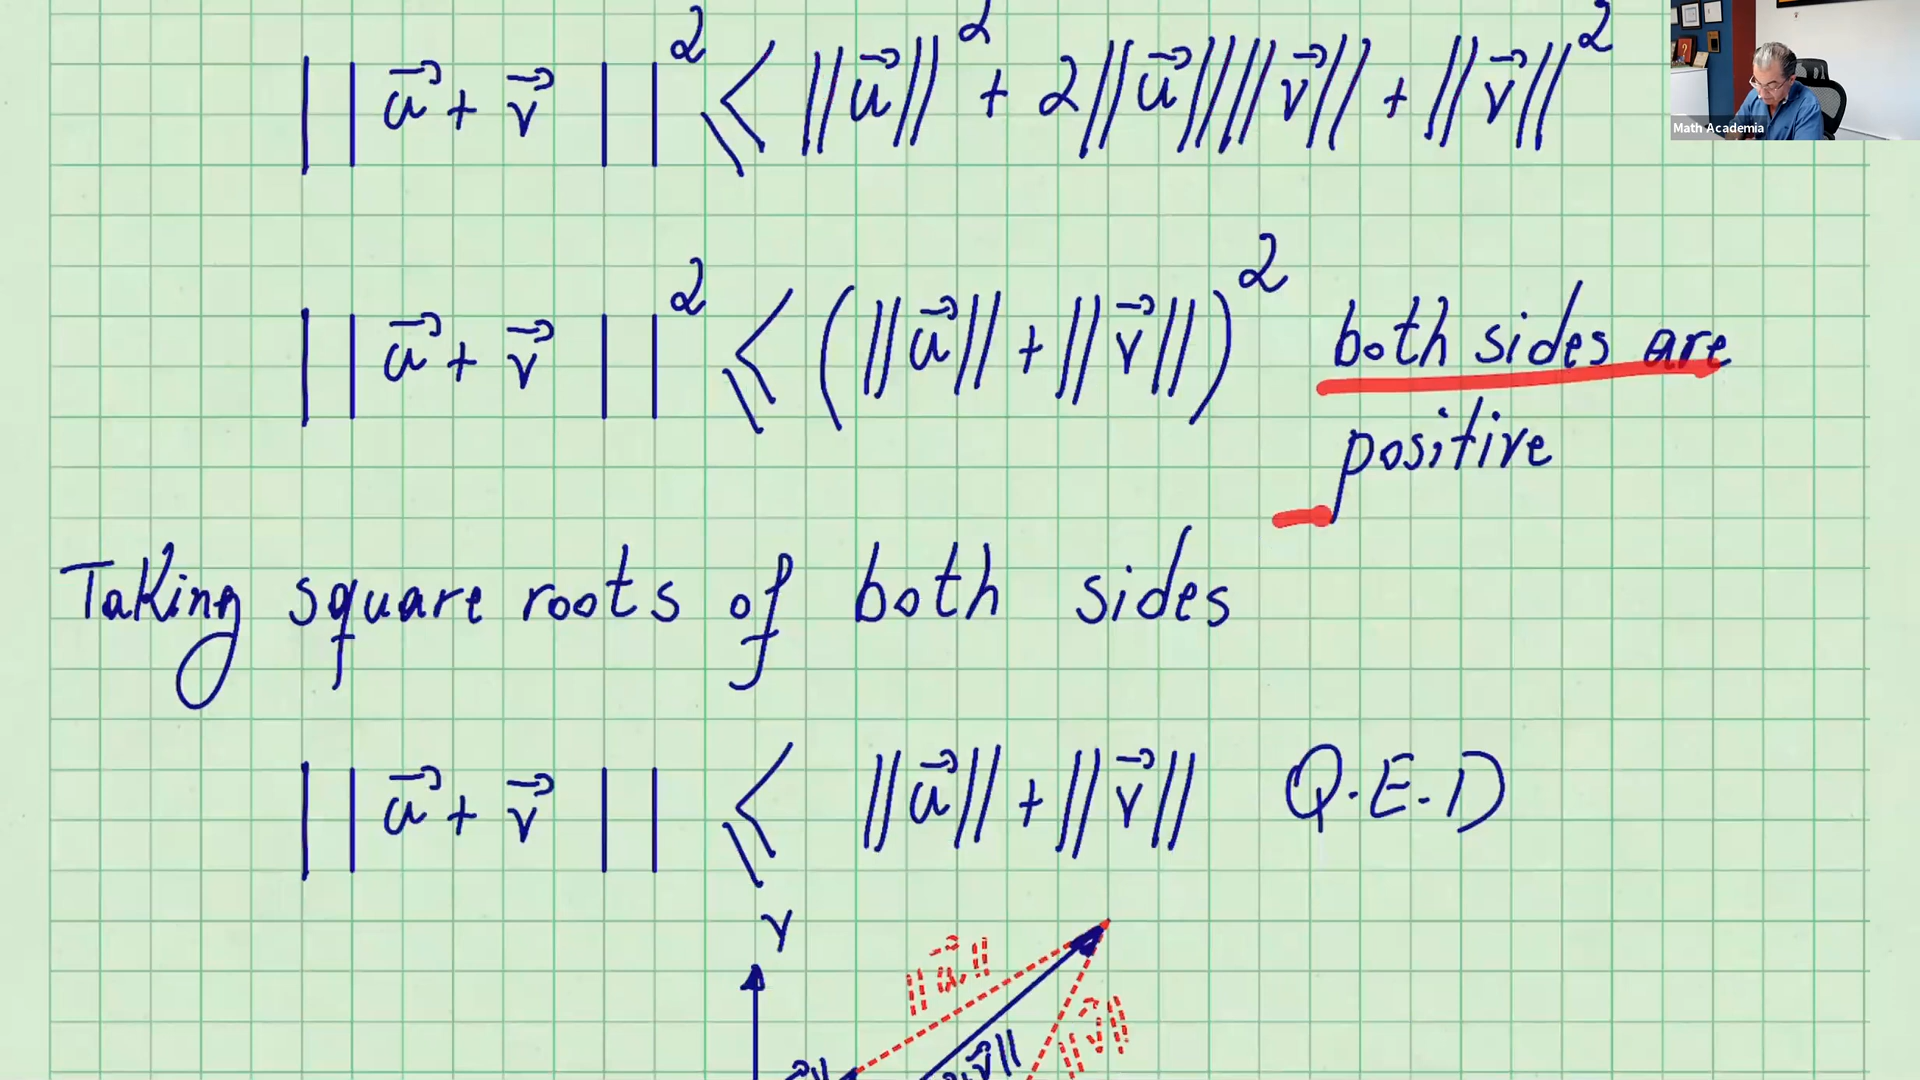 ||u⃗ + v⃗||² ⩽ ||u⃗||² + 2||u⃗||||v⃗|| + ||v⃗||²
Math Academia
||u⃗ + v⃗||² ⩽ (||u⃗|| + ||v⃗||)² both sides are
positive
Taking square roots of both sides
||u⃗ + v⃗|| ⩽ ||u⃗|| + ||v⃗|| Q.E.D
Y
||u⃗||
||v⃗||